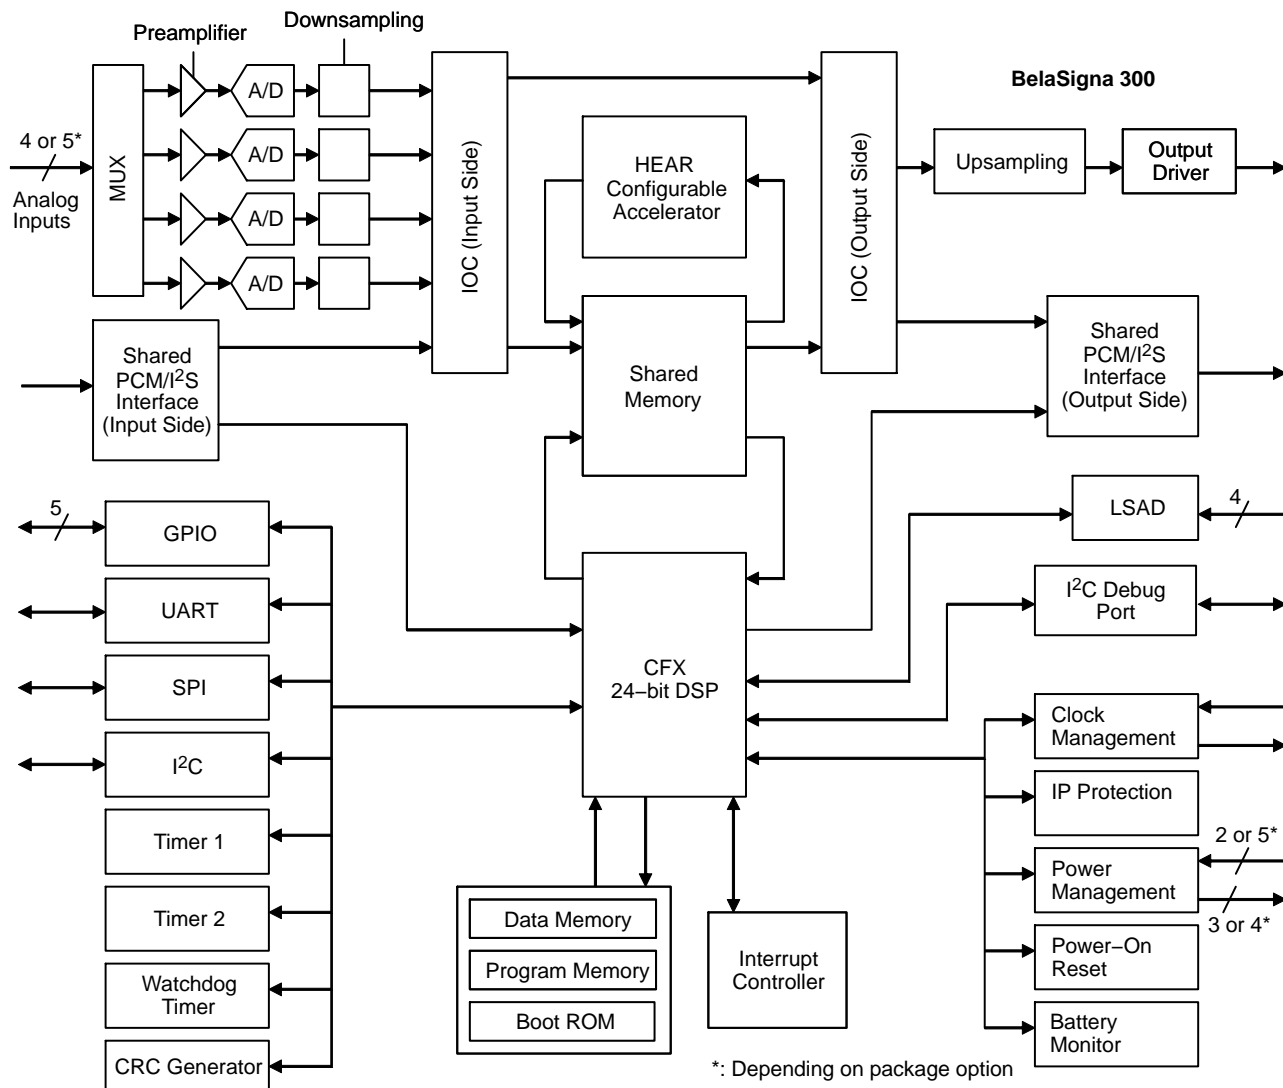 Preamplifier
Downsampling
BelaSigna 300
4 or 5*
Analog
Inputs
MUX
A/D
A/D
A/D
A/D
IOC (Input Side)
HEAR
Configurable
Accelerator
IOC (Output Side)
Upsampling
Output
Driver
Shared
PCM/I²S
Interface
(Input Side)
Shared
Memory
Shared
PCM/I²S
Interface
(Output Side)
5
GPIO
UART
SPI
I²C
Timer 1
Timer 2
Watchdog
Timer
CRC Generator
CFX
24–bit DSP
LSAD
4
I²C Debug
Port
Clock
Management
IP Protection
Power
Management
2 or 5*
3 or 4*
Power–On
Reset
Battery
Monitor
Data Memory
Program Memory
Boot ROM
Interrupt
Controller
*: Depending on package option